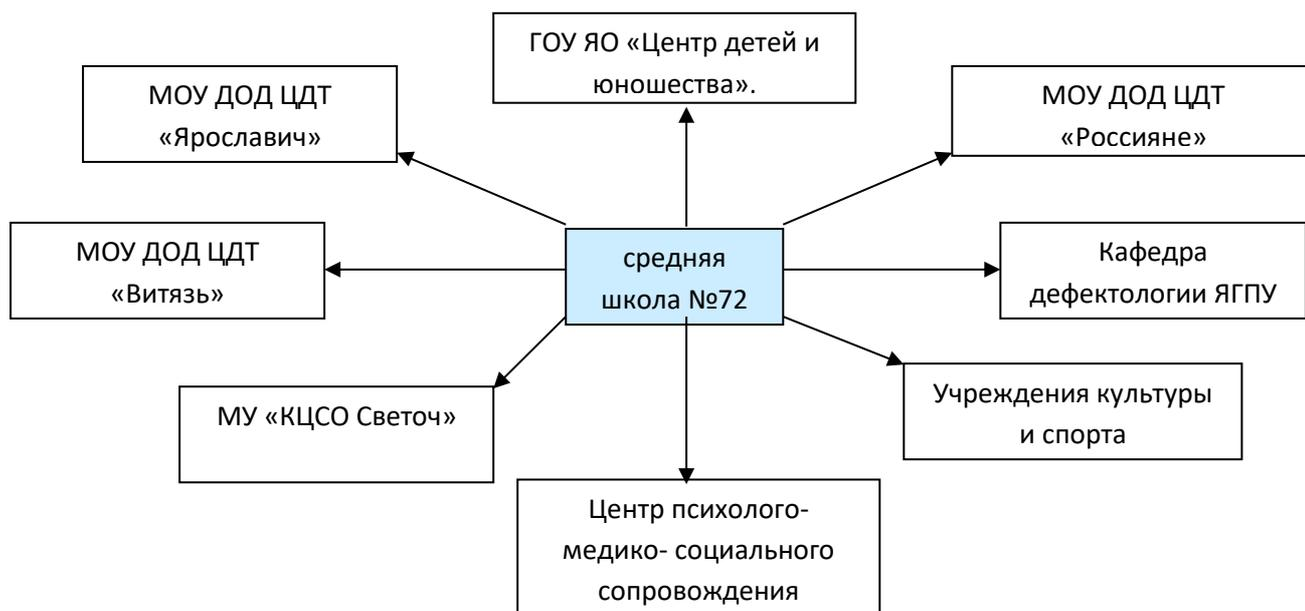 ГОУ ЯО «Центр детей и
юношества».
МОУ ДОД ЦДТ
«Ярославич»
МОУ ДОД ЦДТ
«Россияне»
МОУ ДОД ЦДТ
«Витязь»
средняя
школа №72
Кафедра
дефектологии ЯГПУ
МУ «КЦСО Светоч»
Учреждения культуры
и спорта
Центр психолого-
медико- социального
сопровождения